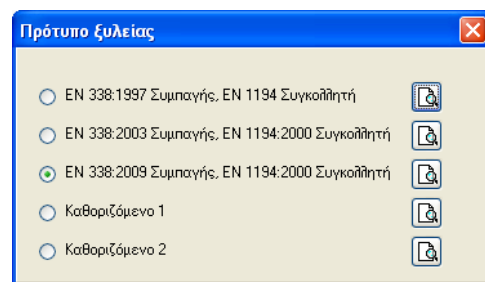 Πρότυπο ξυλείας
EN 338:1997 Συμπαγής, EN 1194 Συγκολλητή
EN 338:2003 Συμπαγής, EN 1194:2000 Συγκολλητή
EN 338:2009 Συμπαγής, EN 1194:2000 Συγκολλητή
Καθοριζόμενο 1
Καθοριζόμενο 2